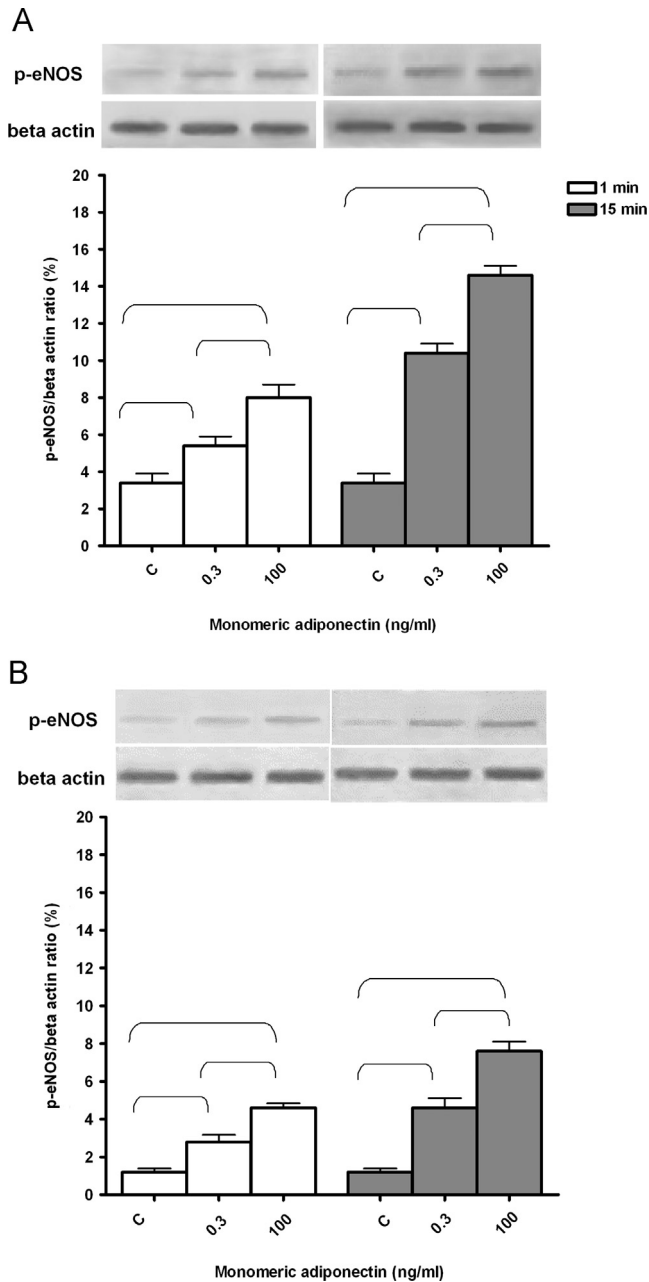 A
p-eNOS
beta actin
20
18
16
14
12
10
8
6
4
2
0
p-eNOS/beta actin ratio (%)
1 min
15 min
C
0.3
100
C
0.3
100
Monomeric adiponectin (ng/ml)
B
p-eNOS
beta actin
20
18
16
14
12
10
8
6
4
2
0
p-eNOS/beta actin ratio (%)
C
0.3
100
C
0.3
100
Monomeric adiponectin (ng/ml)